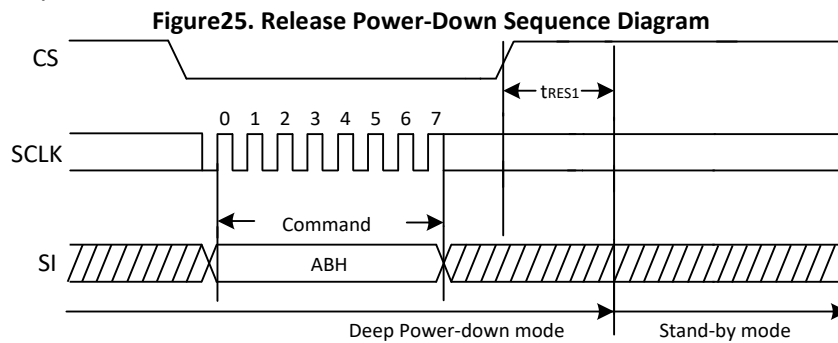 Figure25. Release Power-Down Sequence Diagram
CS
tRES1
0 1 2 3 4 5 6 7
SCLK
Command
SI
ABH
Deep Power-down mode
Stand-by mode